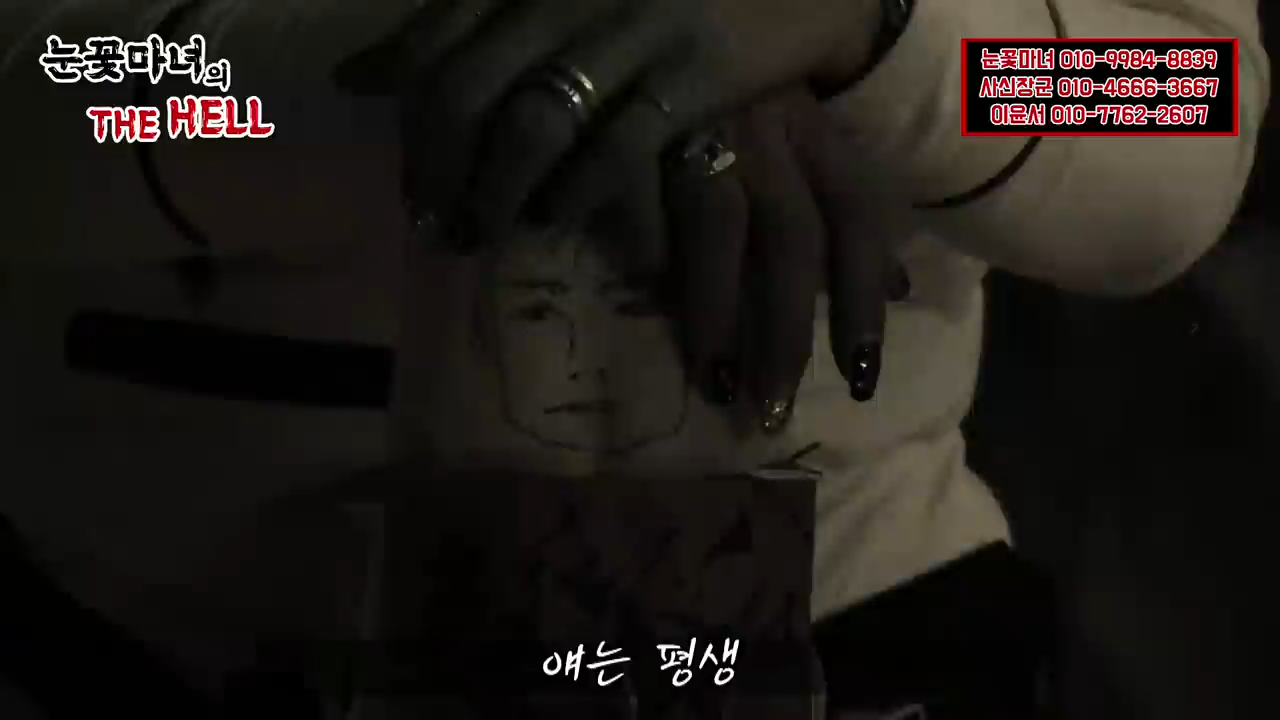 눈꽃마녀의
THE HELL
눈꽃마녀 010-9984-8839
사신장군 010-4666-3667
이윤서 010-7762-2607
얘는 평생